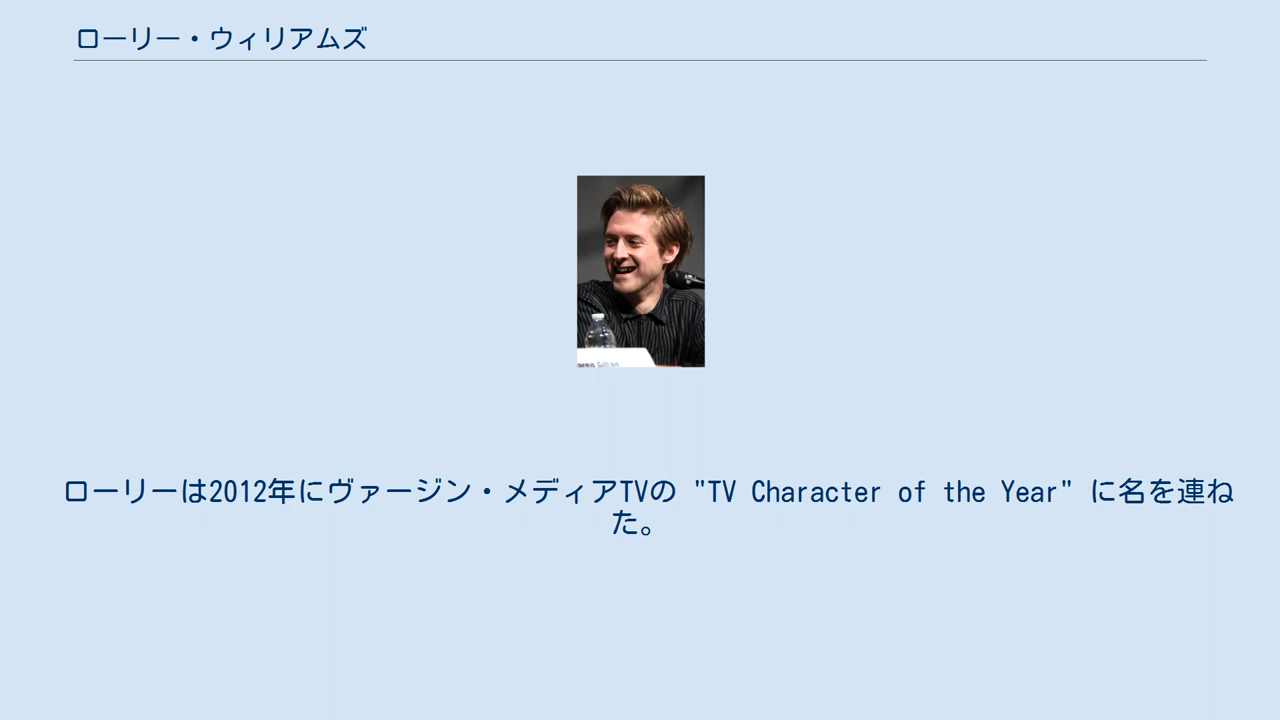 ローリー・ウィリアムズ
ローリーは2012年にヴァージン・メディアTVの "TV Character of the Year" に名を連ね
た。